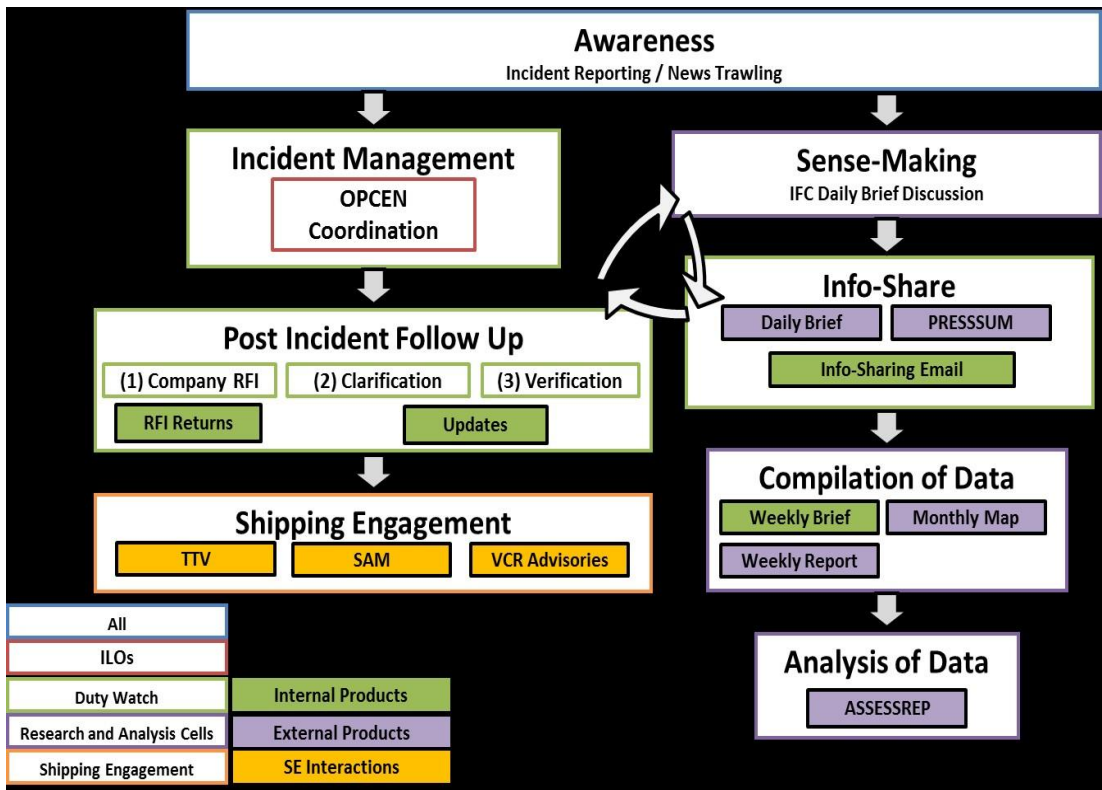 Awareness
Incident Reporting / News Trawling
Incident Management
OPCEN
Coordination
Post Incident Follow Up
(1) Company RFI
(2) Clarification
(3) Verification
RFI Returns
Updates
Shipping Engagement
TTV
SAM
VCR Advisories
Sense-Making
IFC Daily Brief Discussion
Info-Share
Daily Brief
PRESSSUM
Info-Sharing Email
Compilation of Data
Weekly Brief
Monthly Map
Weekly Report
Analysis of Data
ASSESSREP
All
ILOs
Duty Watch
Internal Products
Research and Analysis Cells
External Products
Shipping Engagement
SE Interactions